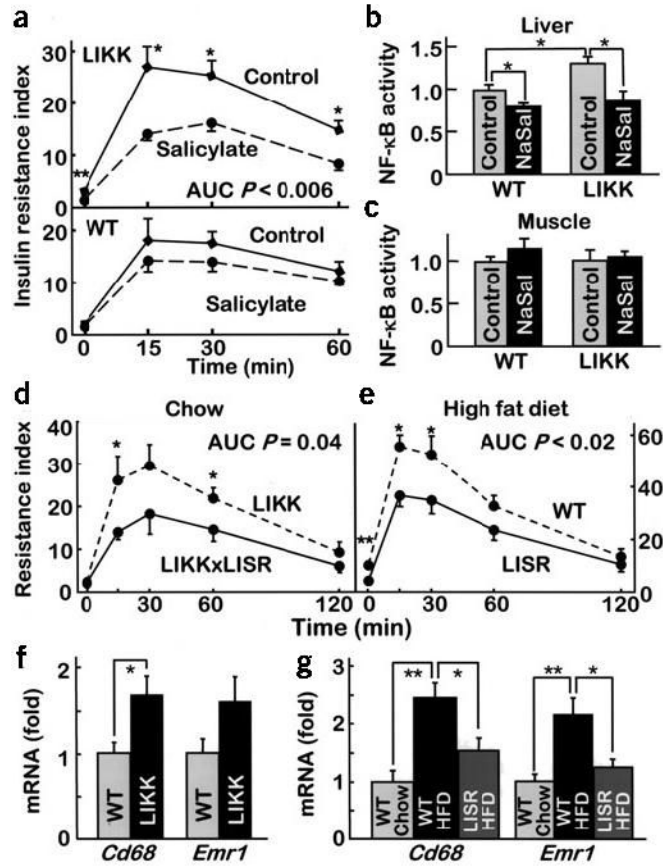 a
Insulin resistance index
30
20
10
0
LIKK
*
*
*
**
Control
Salicylate
AUC P < 0.006
20
10
0
WT
Control
Salicylate
0 15 30 60
Time (min)
b
Liver
NF-κB activity
1.5
1.0
0.5
*
*
*
Control
NaSal
Control
NaSal
WT LIKK
c
Muscle
NF-κB activity
1.0
0
Control
NaSal
Control
NaSal
WT LIKK
d
Chow
Resistance index
40
30
20
10
0
*
*
AUC P = 0.04
LIKK
LIKKxLISR
0 30 60 120
e
High fat diet
60
40
20
0
**
*
*
AUC P < 0.02
WT
LISR
0 30 60 120
Time (min)
f
mRNA (fold)
2
1
0
*
WT
LIKK
WT
LIKK
Cd68 Emr1
g
mRNA (fold)
3
2
1
0
** *
** *
WT Chow
WT HFD
LISR HFD
WT Chow
WT HFD
LISR HFD
Cd68 Emr1